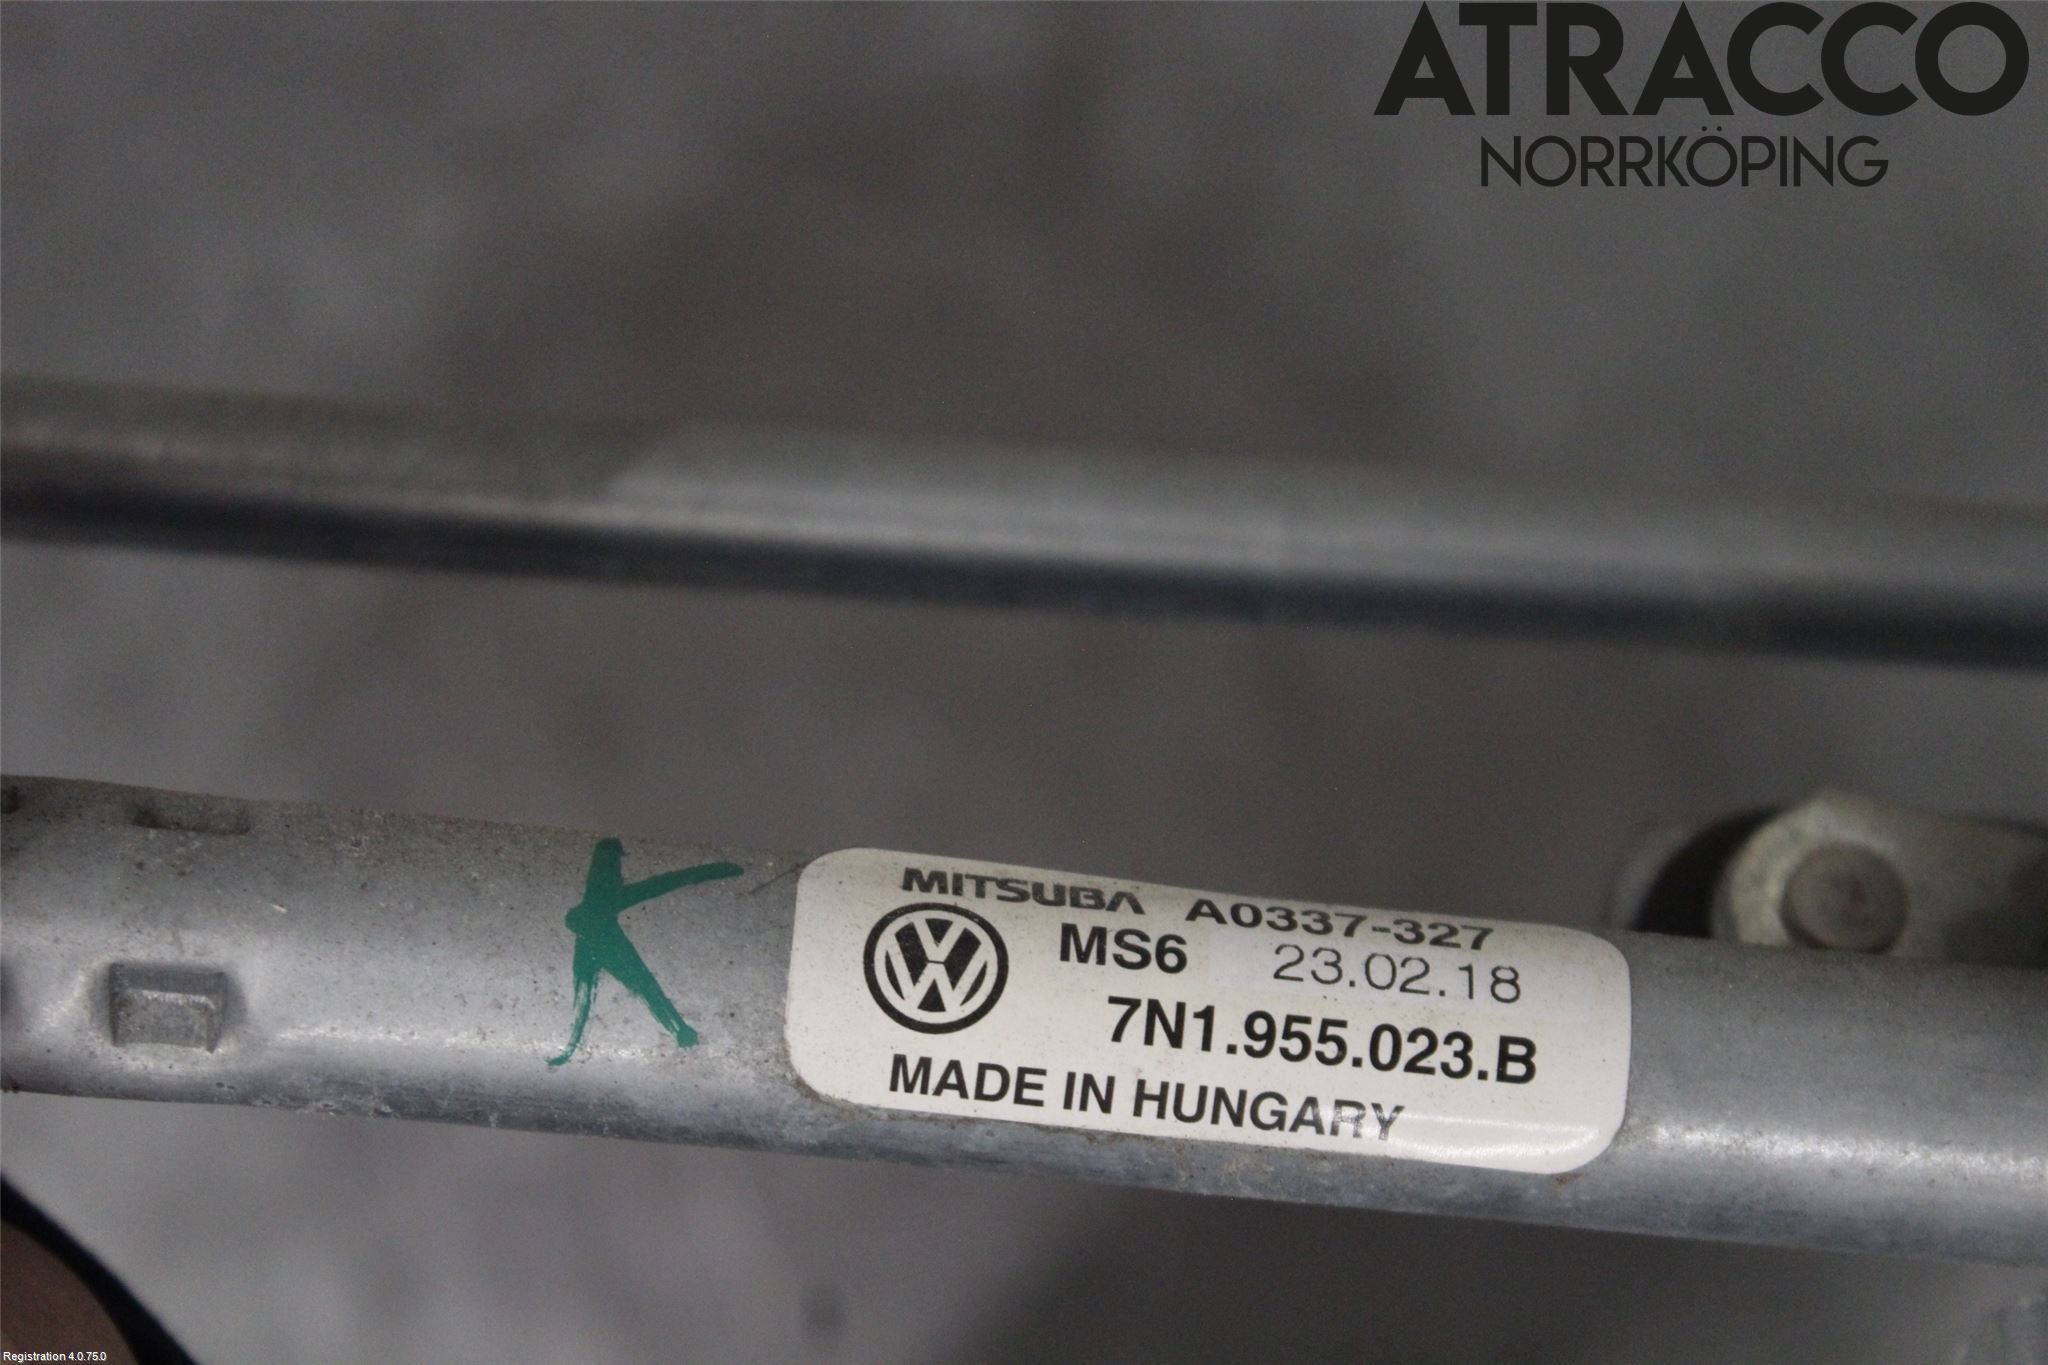 ATRACCO
NORRKÖPING
K
MITSUBA A0337-327
MS6 23.02.18
7N1.955.023.B
MADE IN HUNGARY
Registration 4.0.75.0